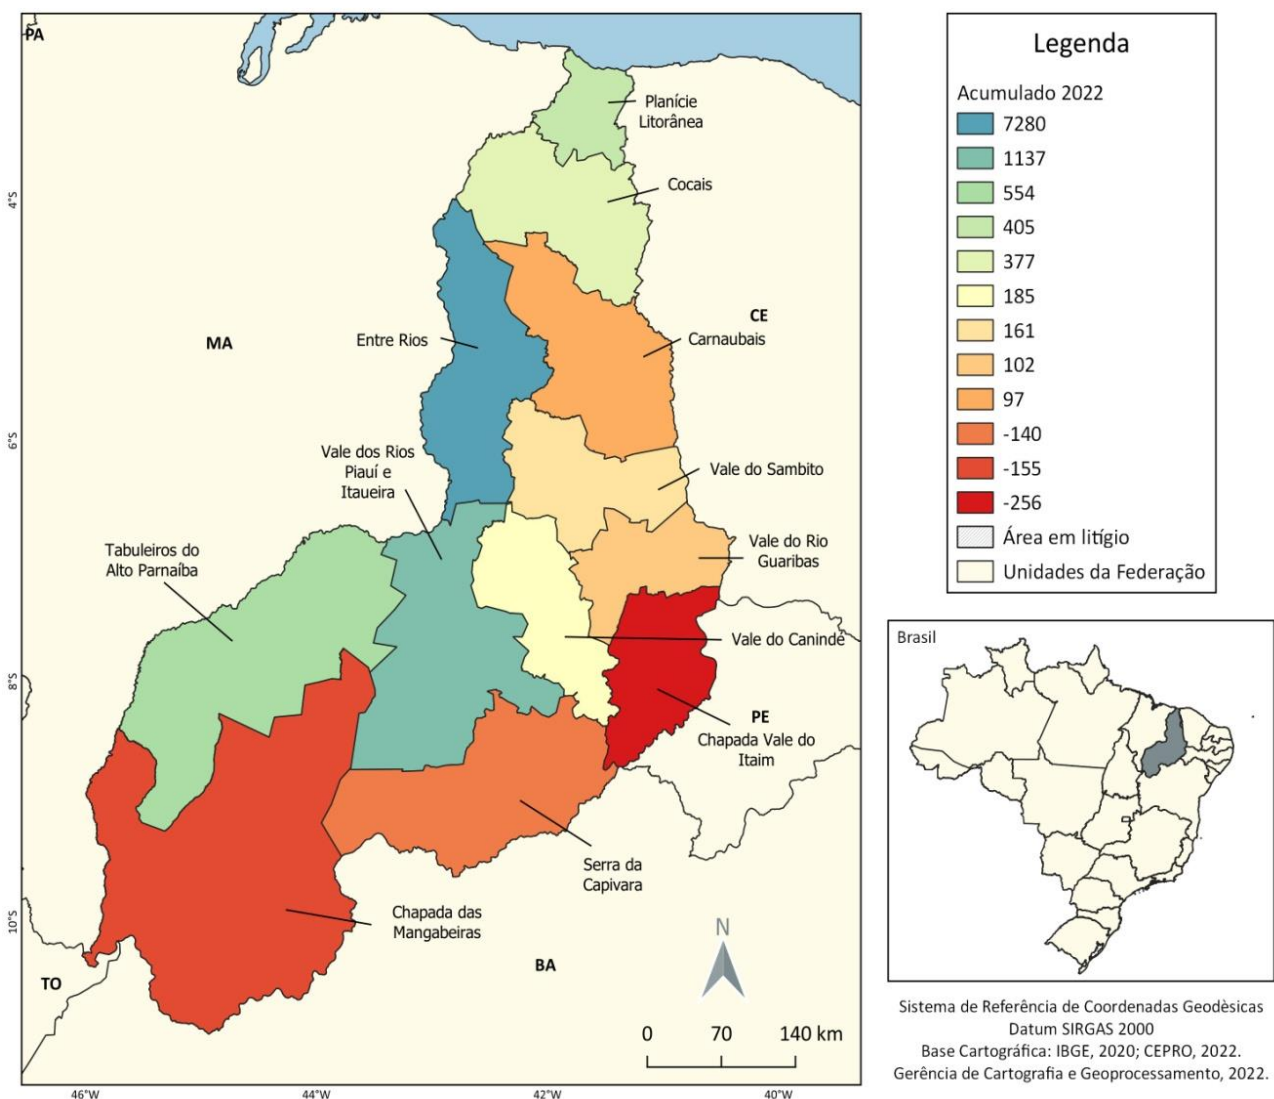 PA
Planície
Litorânea
Cocais
4°S
MA
CE
Entre Rios
Carnaubais
6°S
Vale dos Rios
Piauí e
Itaueira
Vale do Sambito
Tabuleiros do
Alto Parnaíba
Vale do Rio
Guaribas
Vale do Canindé
8°S
PE
Chapada Vale do
Itaim
Serra da
Capivara
Chapada das
Mangabeiras
10°S
TO
BA
N
0 70 140 km
46°W 44°W 42°W 40°W
Legenda
Acumulado 2022
7280
1137
554
405
377
185
161
102
97
-140
-155
-256
Área em litígio
Unidades da Federação
Brasil
Sistema de Referência de Coordenadas Geodèsicas
Datum SIRGAS 2000
Base Cartográfica: IBGE, 2020; CEPRO, 2022.
Gerência de Cartografia e Geoprocessamento, 2022.